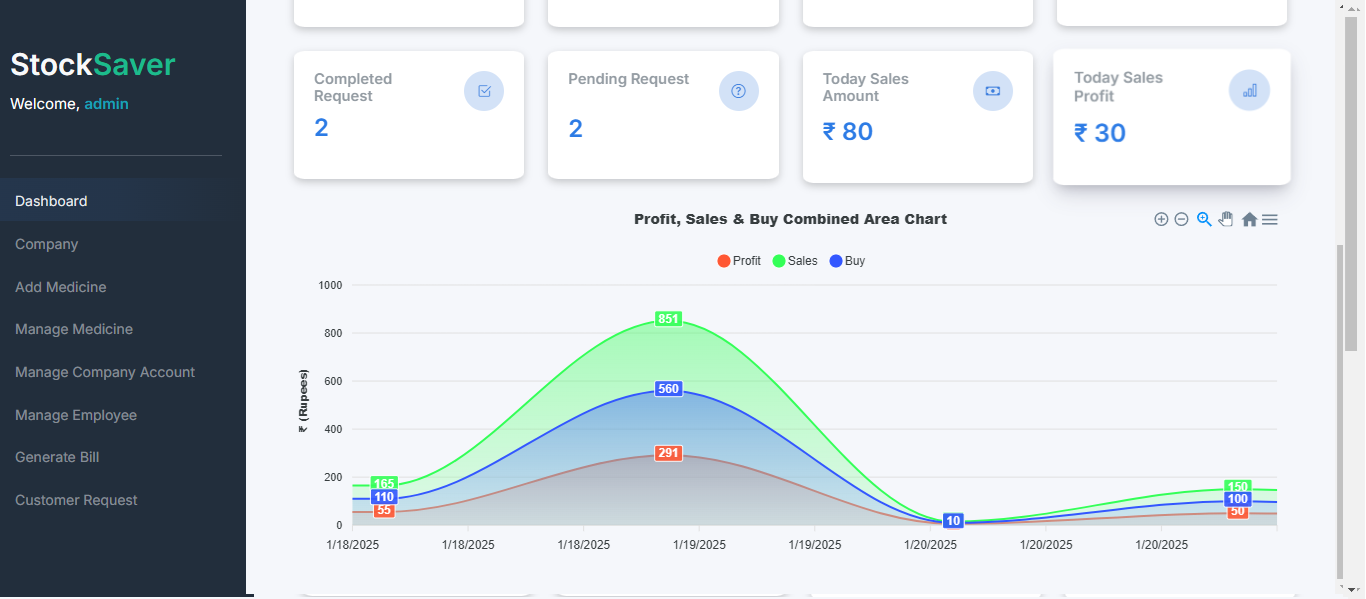 StockSaver
Welcome, admin
Dashboard
Company
Add Medicine
Manage Medicine
Manage Company Account
Manage Employee
Generate Bill
Customer Request
Completed
Request
2
Pending Request
2
Today Sales
Amount
₹ 80
Today Sales
Profit
₹ 30
Profit, Sales & Buy Combined Area Chart
Profit Sales Buy
₹ (Rupees)
1000
800
600
400
200
0
165
110
55
851
560
291
10
150
100
50
1/18/2025 1/18/2025 1/18/2025 1/19/2025 1/19/2025 1/20/2025 1/20/2025 1/20/2025